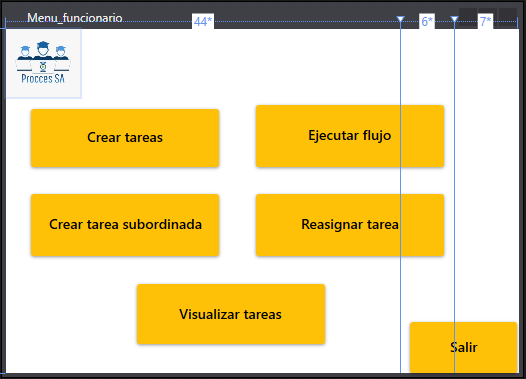 Menu_funcionario
44*
6*
7*
Procces SA
Crear tareas
Ejecutar flujo
Crear tarea subordinada
Reasignar tarea
Visualizar tareas
Salir